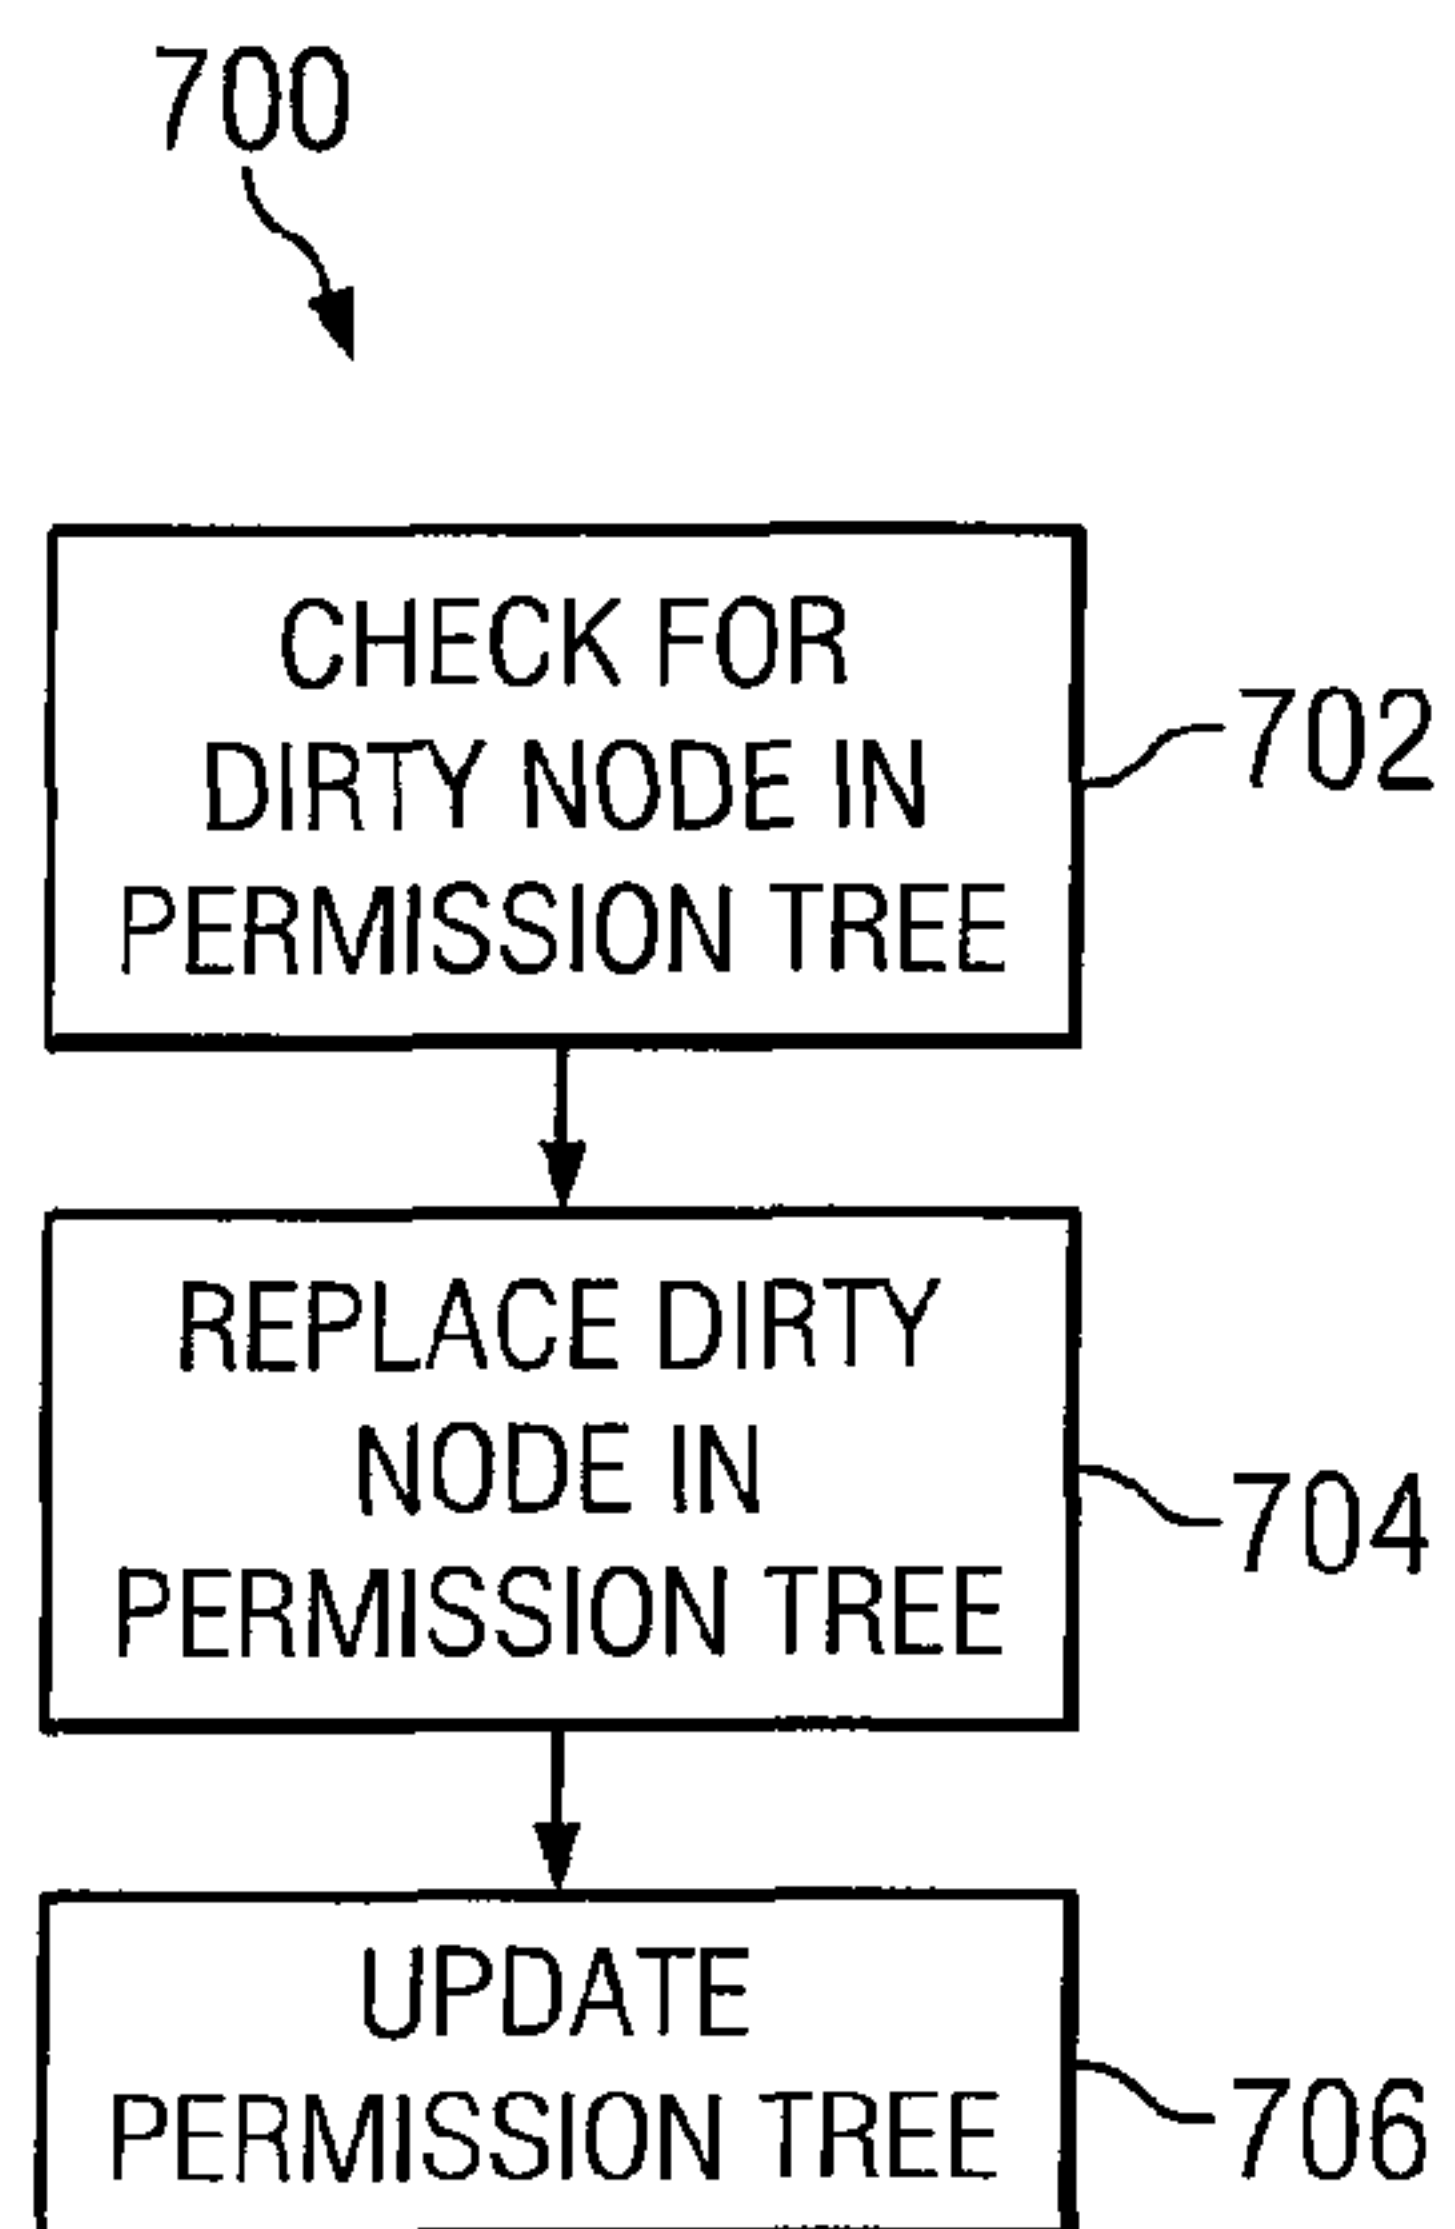 700
CHECK FOR
DIRTY NODE IN
PERMISSION TREE
702
REPLACE DIRTY
NODE IN
PERMISSION TREE
704
UPDATE
PERMISSION TREE
706